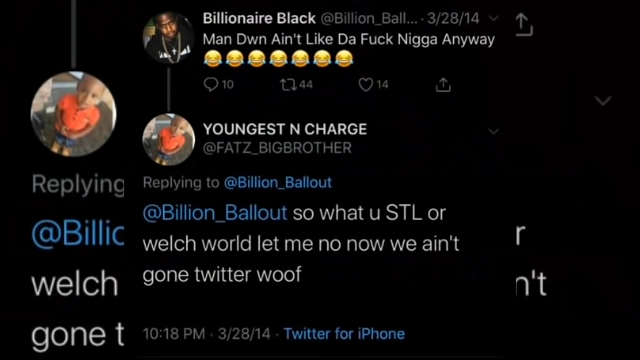 Billionaire Black @Billion_Ball... · 3/28/14
Man Dwn Ain't Like Da Fuck Nigga Anyway
😂😂😂😂😂😂😂
10 44 14
YOUNGEST N CHARGE
@FATZ_BIGBROTHER
Replying to @Billion_Ballout
@Billion_Ballout so what u STL or
welch world let me no now we ain't
gone twitter woof
10:18 PM · 3/28/14 · Twitter for iPhone
Replying
@Billic
r
welch
n't
gone t